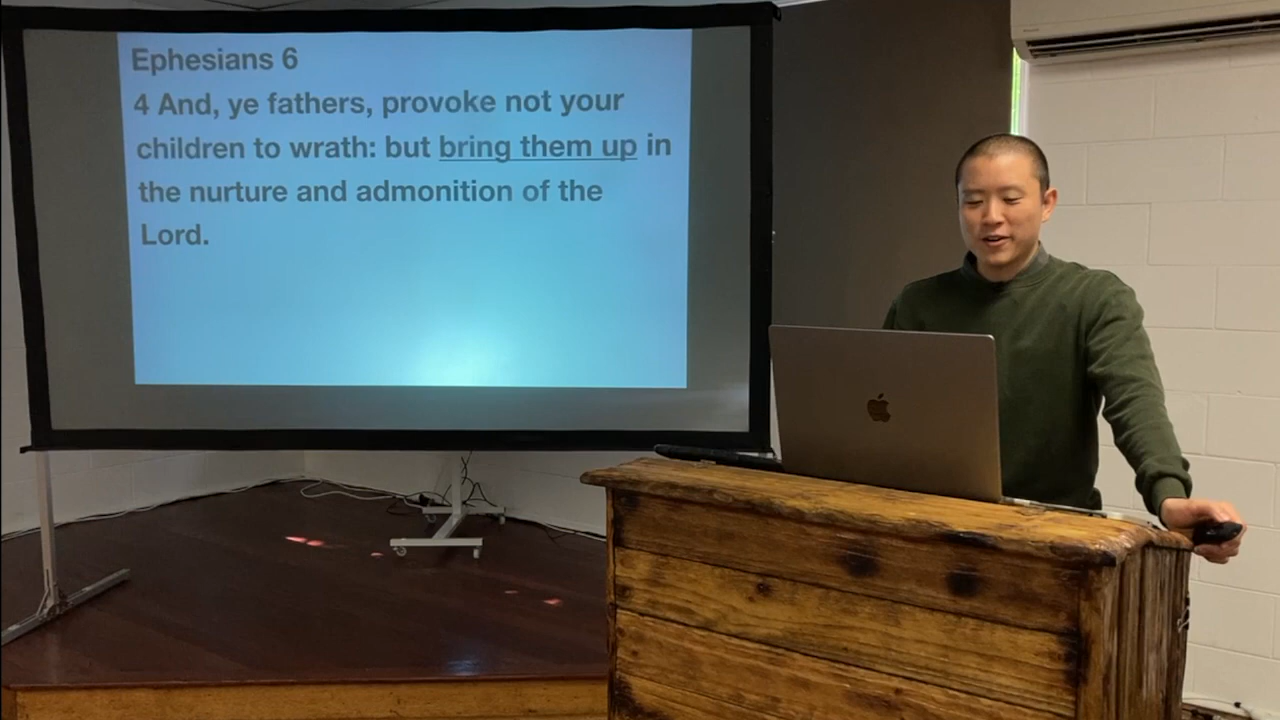 Ephesians 6
4 And, ye fathers, provoke not your
children to wrath: but bring them up in
the nurture and admonition of the
Lord.